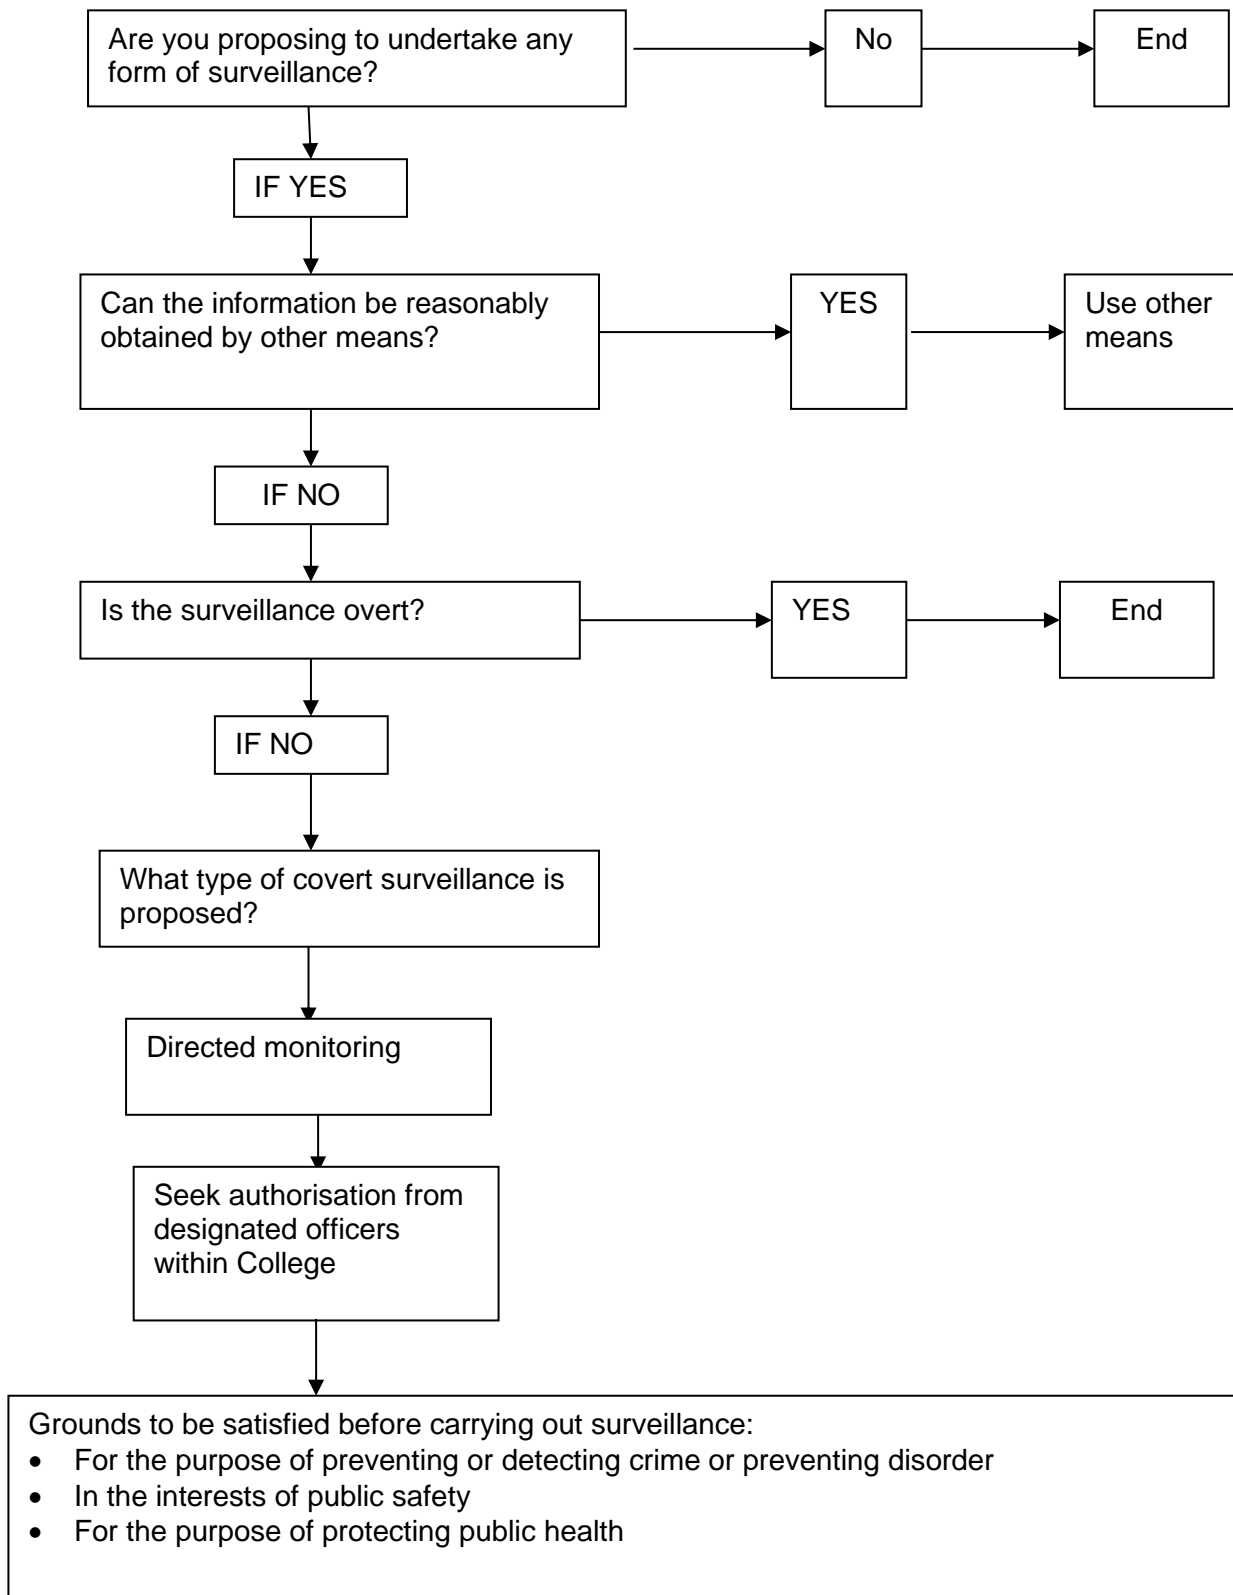 Are you proposing to undertake any
form of surveillance?
No
End
IF YES
Can the information be reasonably
obtained by other means?
YES
Use other
means
IF NO
Is the surveillance overt?
YES
End
IF NO
What type of covert surveillance is
proposed?
Directed monitoring
Seek authorisation from
designated officers
within College
Grounds to be satisfied before carrying out surveillance:
• For the purpose of preventing or detecting crime or preventing disorder
• In the interests of public safety
• For the purpose of protecting public health